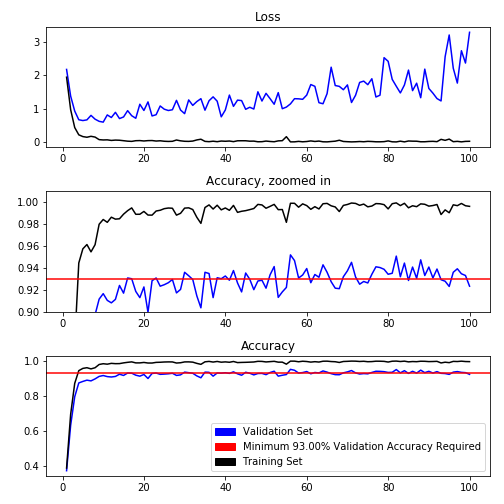 Loss
3
2
1
0
0 20 40 60 80 100
Accuracy, zoomed in
1.00
0.98
0.96
0.94
0.92
0.90
0 20 40 60 80 100
Accuracy
1.0
0.8
0.6
0.4
Validation Set
Minimum 93.00% Validation Accuracy Required
Training Set
0 20 40 60 80 100